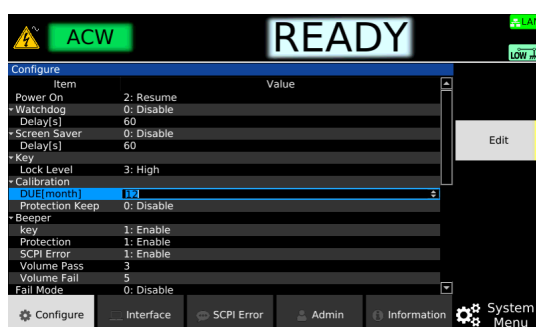 ACW
READY
LAN
LOW
Configure
Item Value
Power On 2: Resume
Watchdog 0: Disable
Delay[s] 60
Screen Saver 0: Disable
Delay[s] 60
Key
Lock Level 3: High
Calibration
DUE[month] 12
Protection Keep 0: Disable
Beeper
key 1: Enable
Protection 1: Enable
SCPI Error 1: Enable
Volume Pass 3
Volume Fail 5
Fail Mode 0: Disable
Edit
Configure Interface SCPI Error Admin Information System
Menu